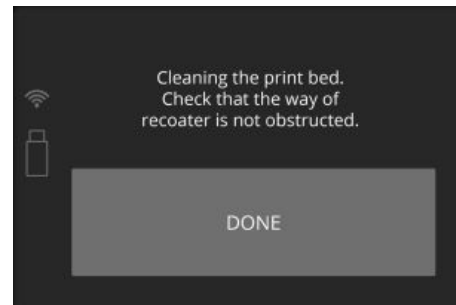 Cleaning the print bed.
Check that the way of
recoater is not obstructed.
DONE